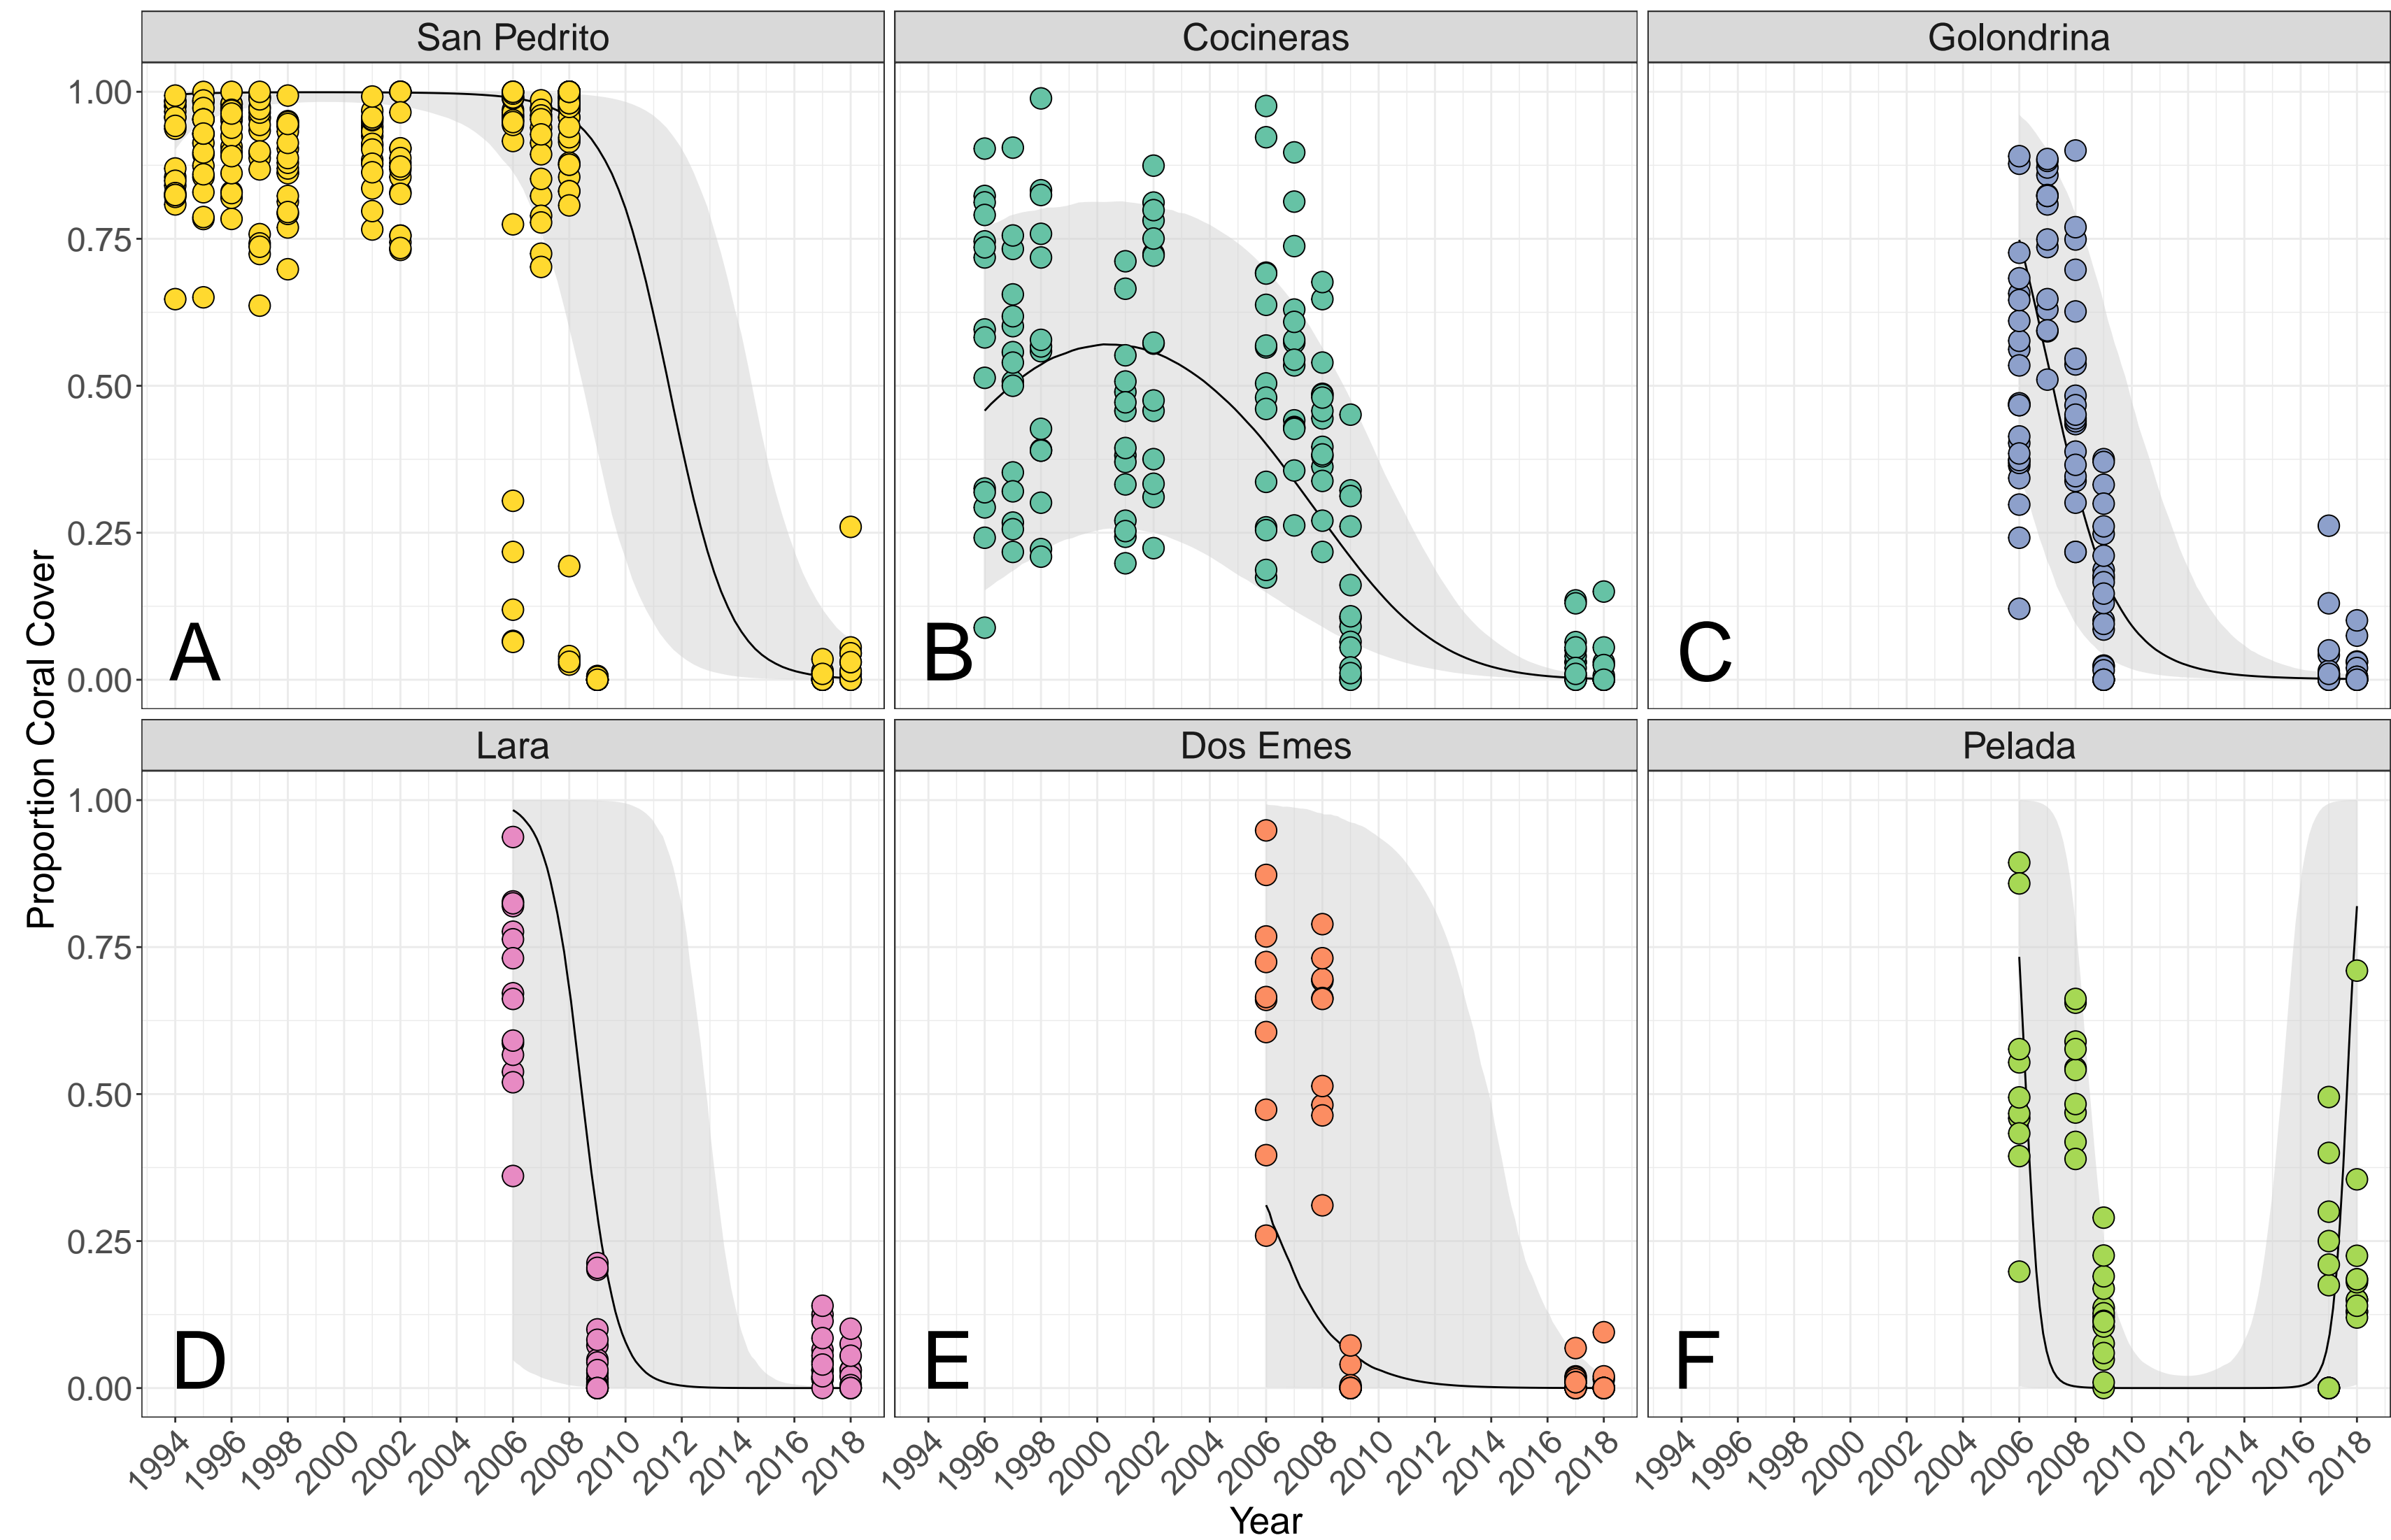 San Pedrito Cocineras Golondrina
Proportion Coral Cover
1.00
0.75
0.50
0.25
0.00
A B C
Lara Dos Emes Pelada
1.00
0.75
0.50
0.25
0.00
D E F
1994 1996 1998 2000 2002 2004 2006 2008 2010 2012 2014 2016 2018 1994 1996 1998 2000 2002 2004 2006 2008 2010 2012 2014 2016 2018 1994 1996 1998 2000 2002 2004 2006 2008 2010 2012 2014 2016 2018
Year